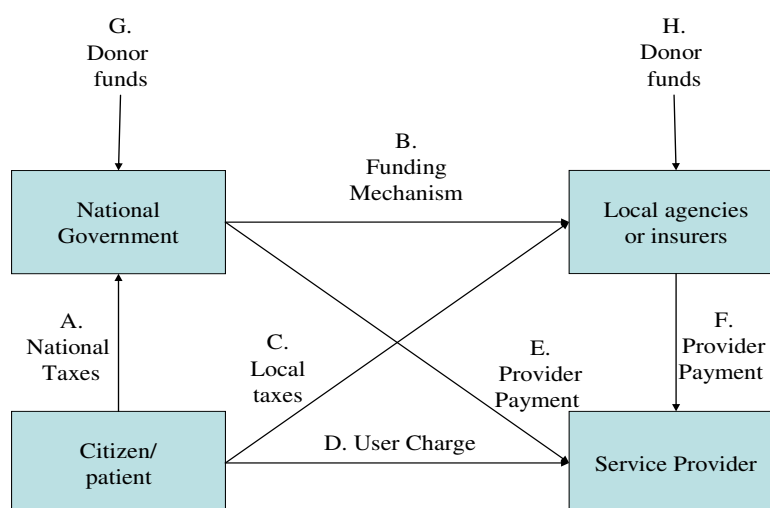 G.
Donor
funds
H.
Donor
funds
B.
Funding
Mechanism
National
Government
Local agencies
or insurers
A.
National
Taxes
C.
Local
taxes
E.
Provider
Payment
F.
Provider
Payment
D. User Charge
Citizen/
patient
Service Provider